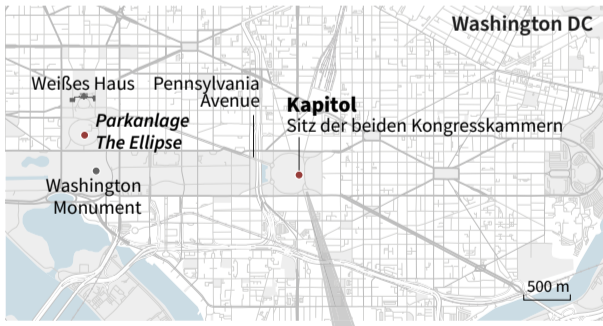 Washington DC
Weißes Haus
Pennsylvania
Avenue
Kapitol
Sitz der beiden Kongresskammern
Parkanlage
The Ellipse
Washington
Monument
500 m